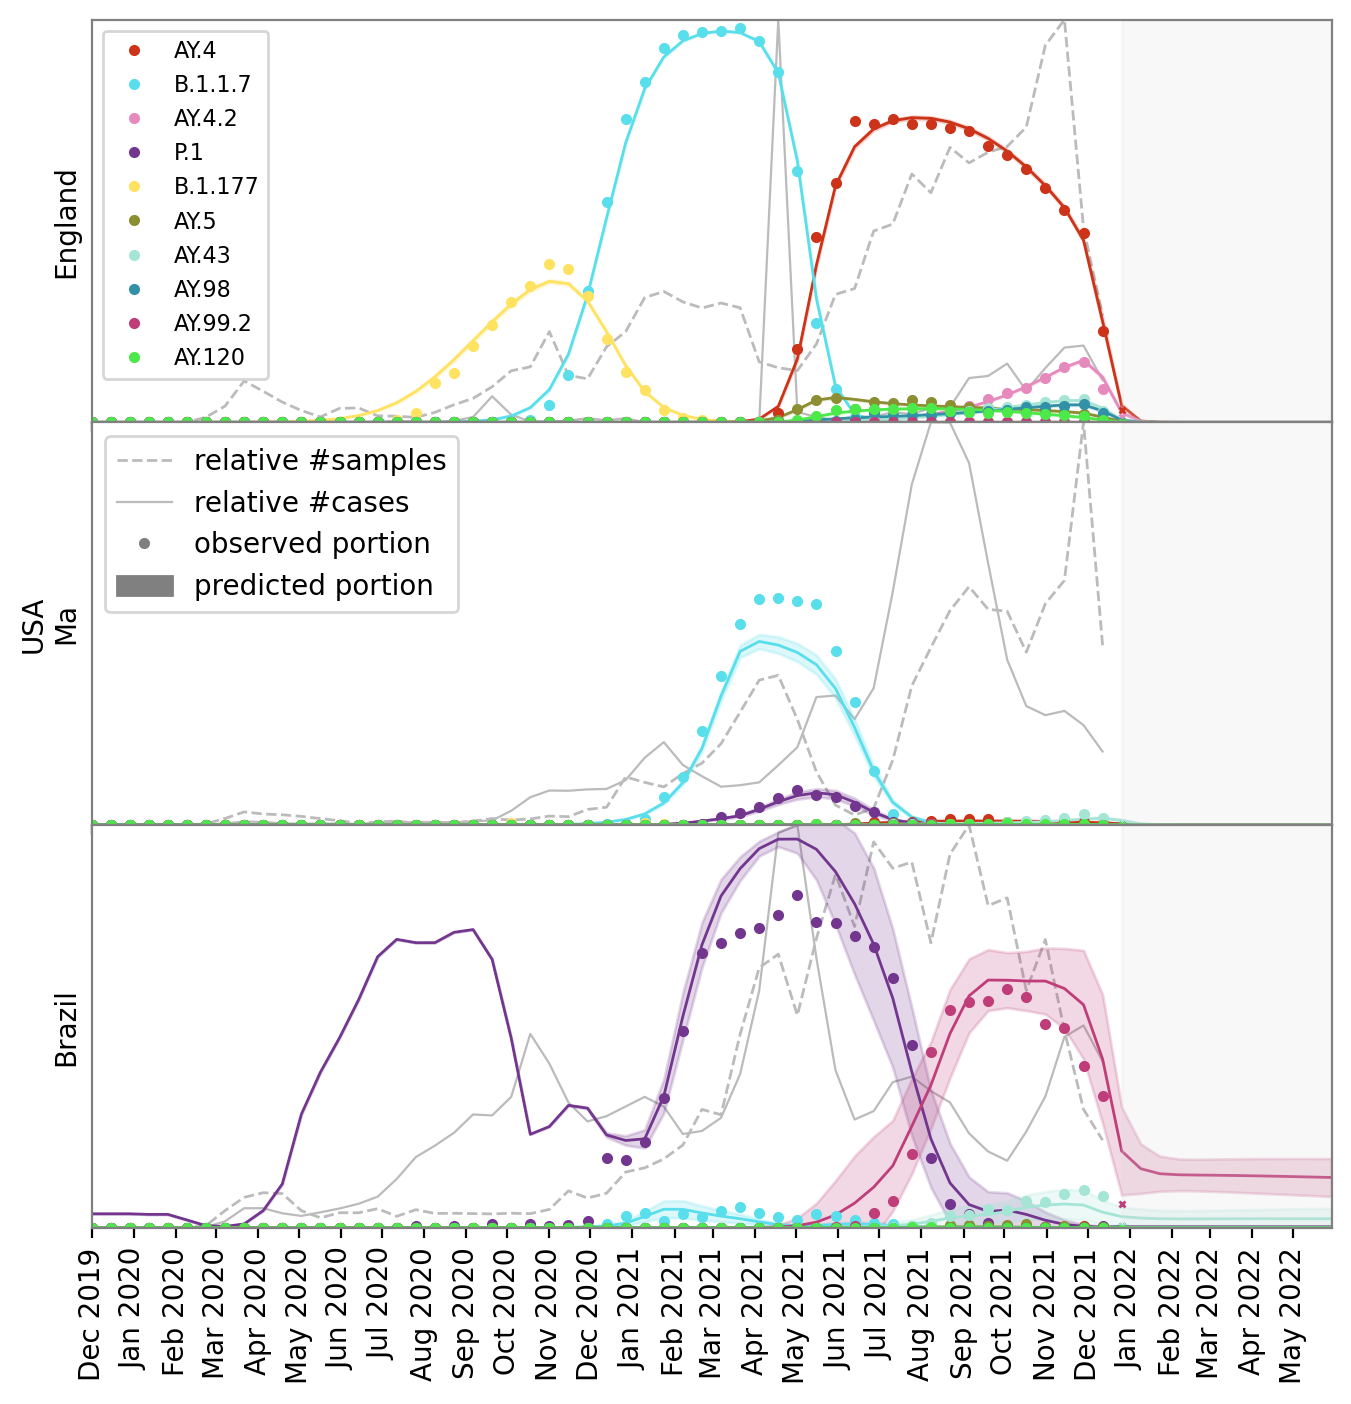 England
AY.4
B.1.1.7
AY.4.2
P.1
B.1.177
AY.5
AY.43
AY.98
AY.99.2
AY.120
USA
Ma
relative #samples
relative #cases
observed portion
predicted portion
Brazil
Dec 2019
Jan 2020
Feb 2020
Mar 2020
Apr 2020
May 2020
Jun 2020
Jul 2020
Aug 2020
Sep 2020
Oct 2020
Nov 2020
Dec 2020
Jan 2021
Feb 2021
Mar 2021
Apr 2021
May 2021
Jun 2021
Jul 2021
Aug 2021
Sep 2021
Oct 2021
Nov 2021
Dec 2021
Jan 2022
Feb 2022
Mar 2022
Apr 2022
May 2022